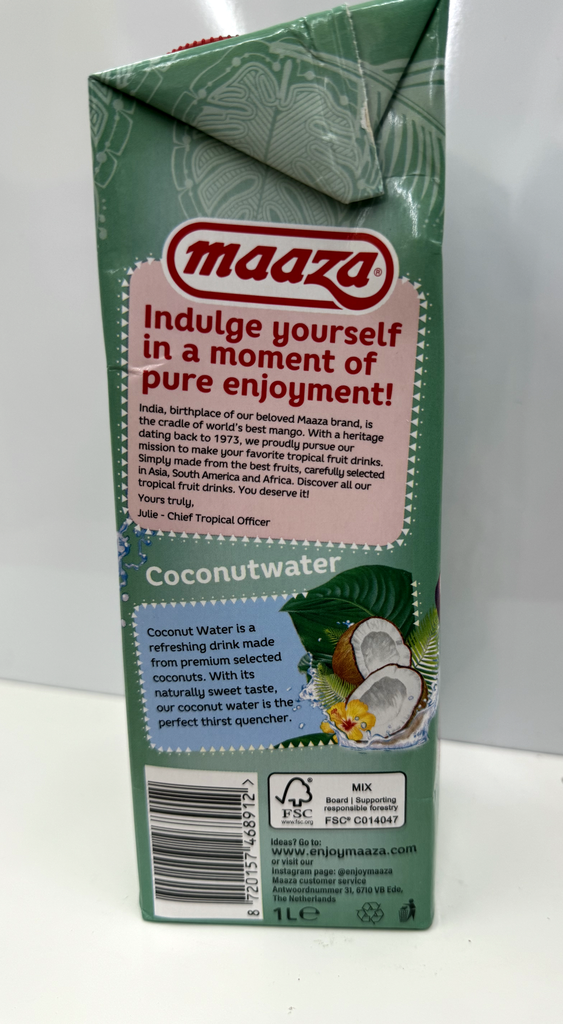 maaza®
Indulge yourself
in a moment of
pure enjoyment!
India, birthplace of our beloved Maaza brand, is
the cradle of world's best mango. With a heritage
dating back to 1973, we proudly pursue our
mission to make your favorite tropical fruit drinks.
Simply made from the best fruits, carefully selected
in Asia, South America and Africa. Discover all our
tropical fruit drinks. You deserve it!
Yours truly,
Julie - Chief Tropical Officer
Coconutwater
Coconut Water is a
refreshing drink made
from premium selected
coconuts. With its
naturally sweet taste,
our coconut water is the
perfect thirst quencher.
8 720157 468912 >
FSC
www.fsc.org
MIX
Board | Supporting
responsible forestry
FSC® C014047
Ideas? Go to:
www.enjoymaaza.com
or visit our
Instagram page: @enjoymaaza
Maaza customer service
Antwoordnummer 31, 6710 VB Ede,
The Netherlands
1L℮